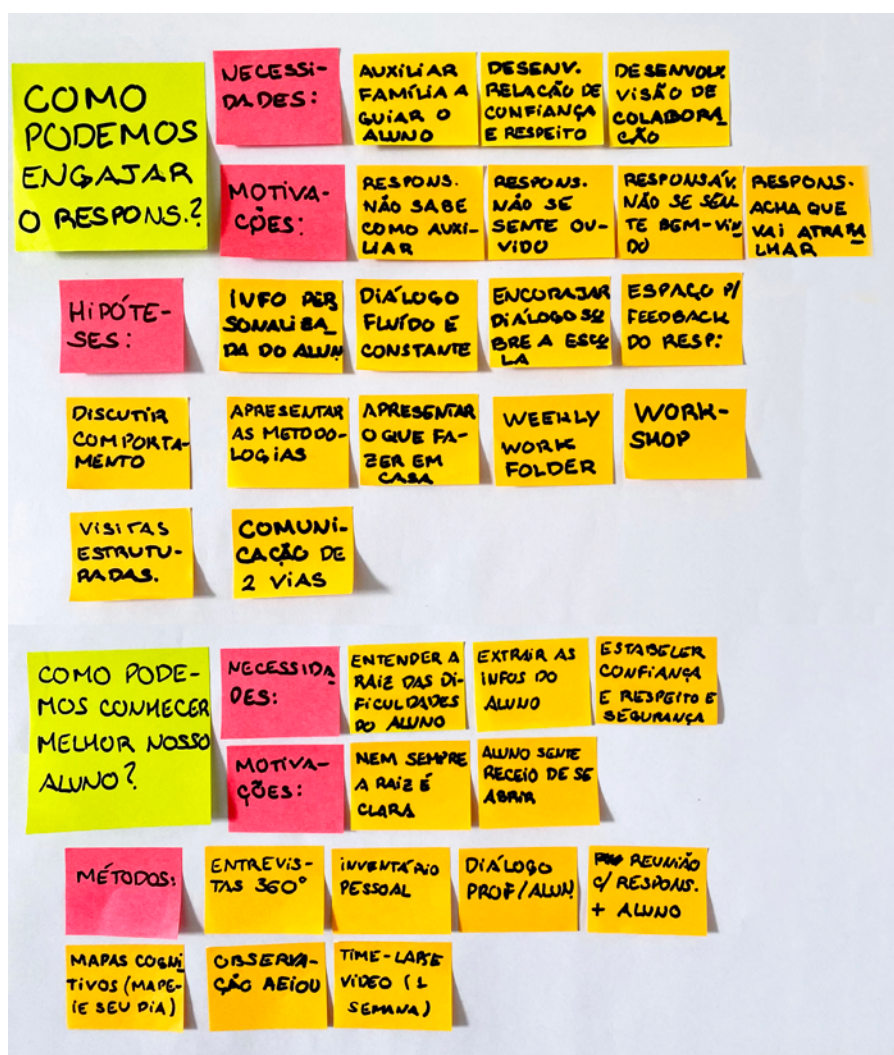 COMO
PODEMOS
ENGAJAR
O RESPONS.?
NECESSI-
DADES:
AUXILIAR
FAMÍLIA A
GUIAR O
ALUNO
DESENV.
RELAÇÃO DE
CONFIANÇA
E RESPEITO
DESENVOLV.
VISÃO DE
COLABORA_
ÇÃO
MOTIVA-
ÇÕES:
RESPONS.
NÃO SABE
COMO AUXI-
LIAR
RESPONS.
NÃO SE
SENTE OU-
VIDO
RESPONSÁV.
NÃO SE SEN
TE BEM-VIN
DO
RESPONS.
ACHA QUE
VAI ATRAPA
LHAR
HIPÓTE-
SES:
INFO PER
SONALISA_
DA DO ALUN
DIÁLOGO
FLUÍDO E
CONSTANTE
ENCORAJAR
DIÁLOGO SO
BRE A ESCO
LA
ESPAÇO P/
FEEDBACK
DO RESP:
DISCUTIR
COMPORTA-
MENTO
APRESENTAR
AS METODO-
LOGIAS
APRESENTAR
O QUE FA-
ZER EM
CASA
WEEKLY
WORK
FOLDER
WORK-
SHOP
VISITAS
ESTRUTU-
RADAS.
COMUNI-
CAÇÃO DE
2 VIAS
COMO PODE-
MOS CONHECER
MELHOR NOSSO
ALUNO?
NECESSIDA
DES:
ENTENDER A
RAIZ DAS DI-
FICULDADES
DO ALUNO
EXTRAIR AS
INFOS DO
ALUNO
ESTABELER
CONFIANÇA
E RESPEITO E
SEGURANÇA
MOTIVA-
ÇÕES:
NEM SEMPRE
A RAIZ É
CLARA
ALUNO SENTE
RECEIO DE SE
ABRIR
MÉTODOS:
ENTREVIS-
TAS 360°
INVENTÁRIO
PESSOAL
DIÁLOGO
PROF/ALUN
REUNIÃO
C/ RESPONS.
+ ALUNO
MAPAS COGNI
TIVOS (MAPE-
IE SEU DIA)
OBSERVA-
ÇÃO AEIOU
TIME-LAPSE
VÍDEO (1
SEMANA)